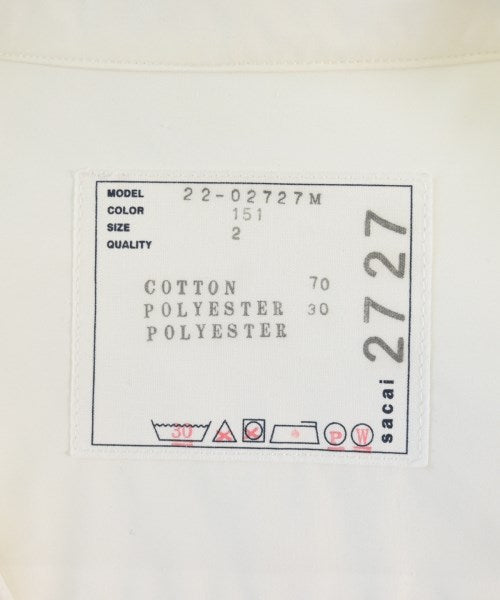 MODEL 22-02727M
COLOR 151
SIZE 2
QUALITY
COTTON 70
POLYESTER 30
POLYESTER
30 P W
sacai 2727